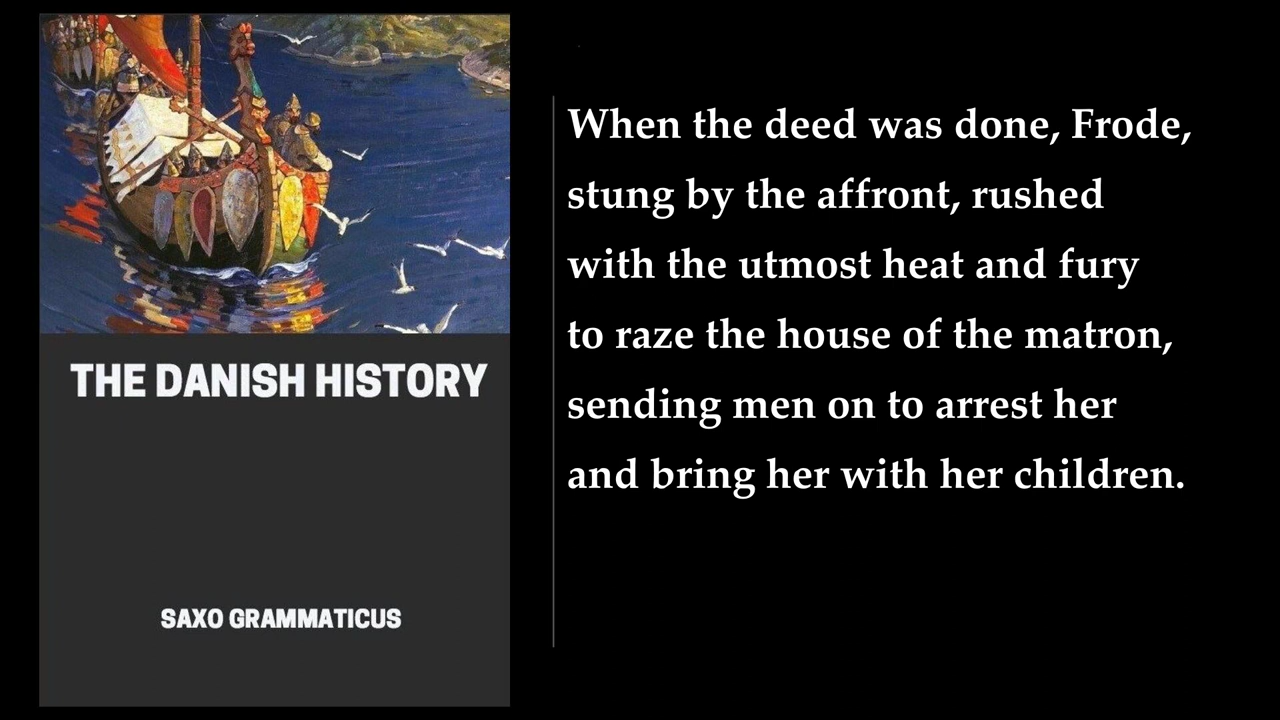 THE DANISH HISTORY
SAXO GRAMMATICUS
When the deed was done, Frode,
stung by the affront, rushed
with the utmost heat and fury
to raze the house of the matron,
sending men on to arrest her
and bring her with her children.